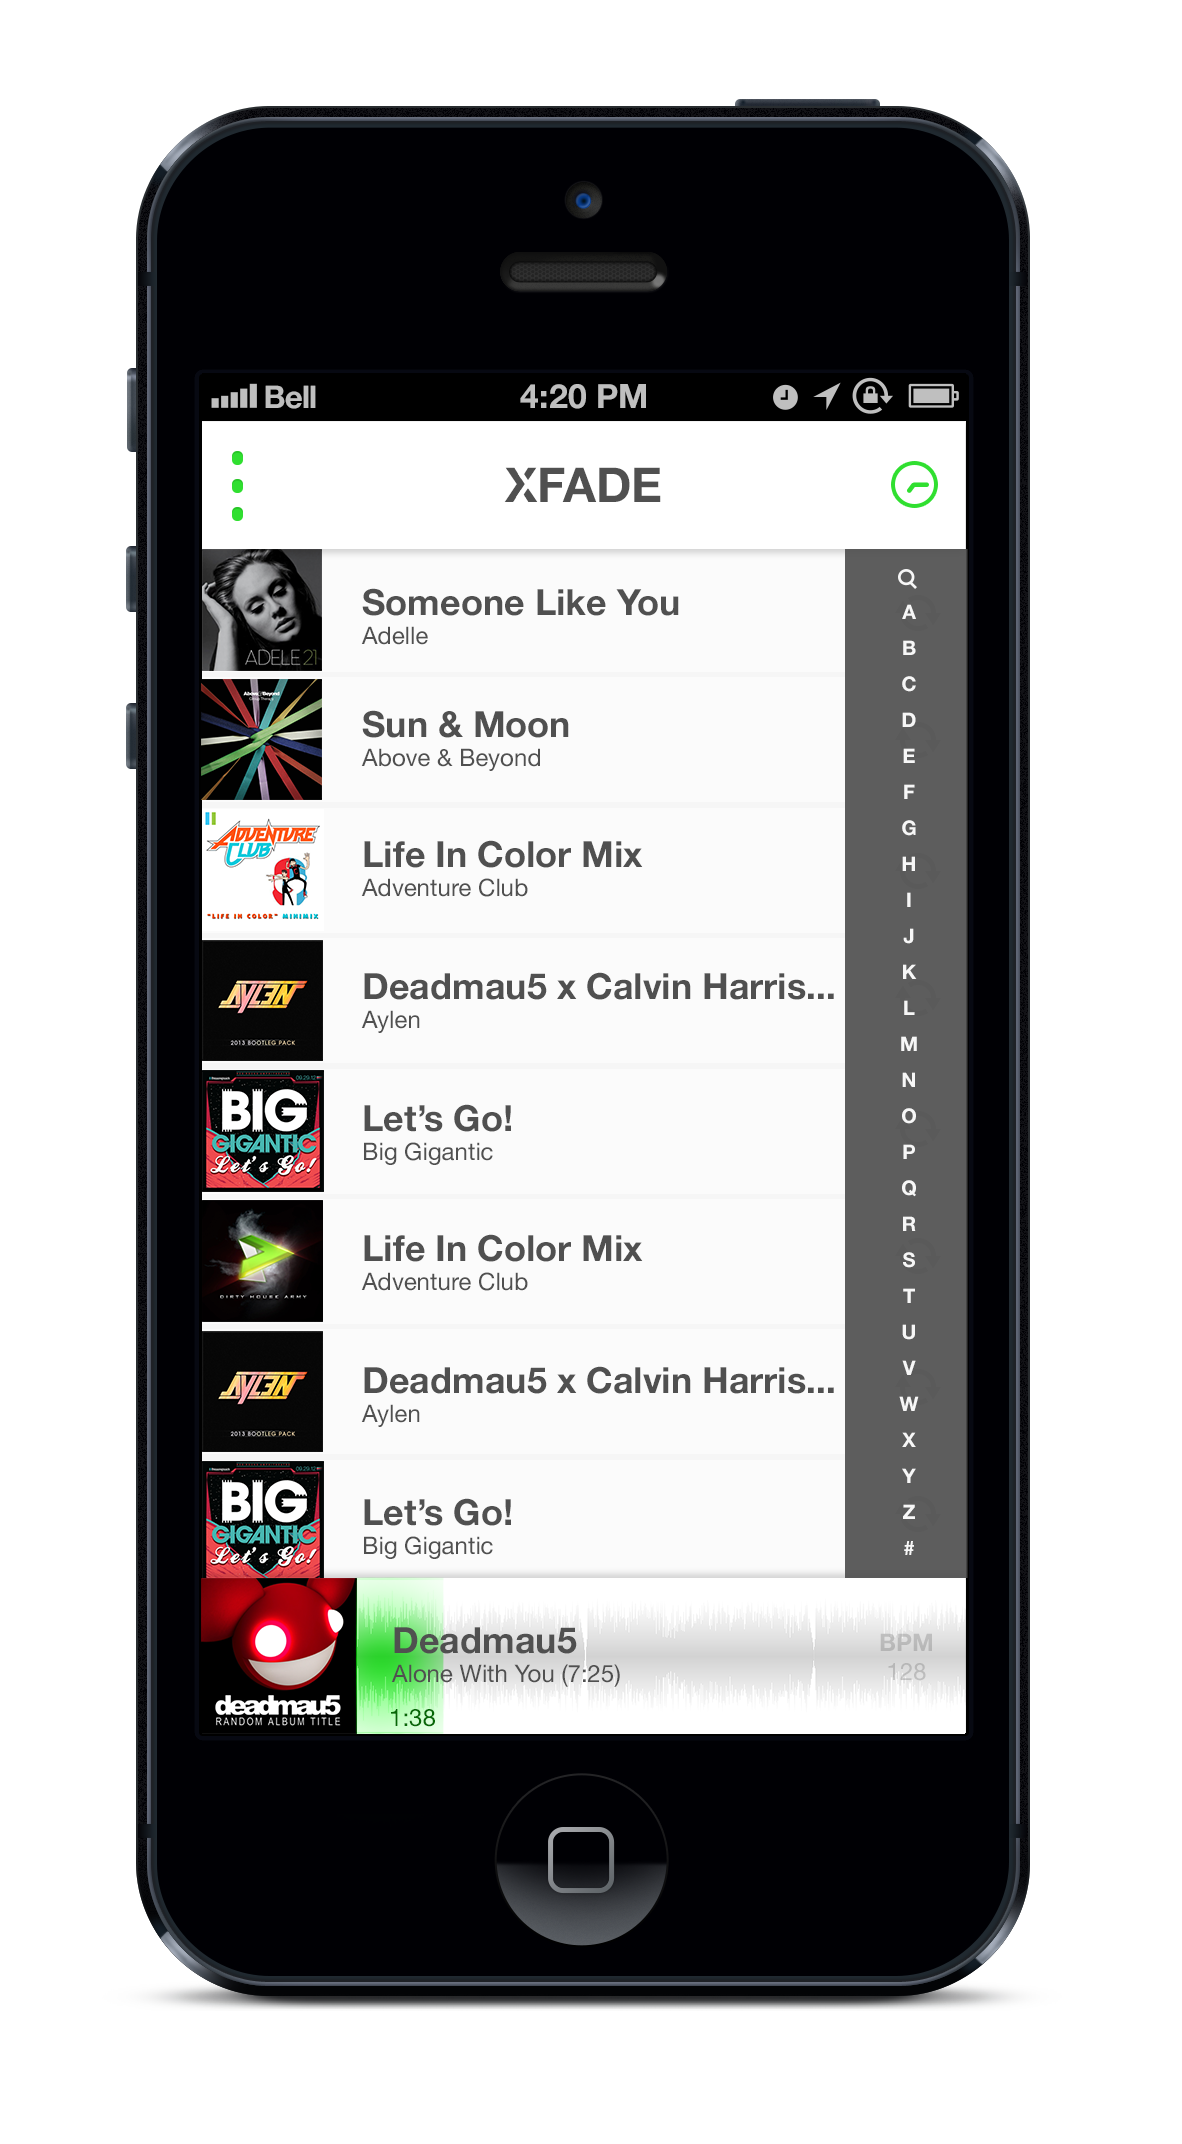 Bell 4:20 PM
XFADE
ADELE 21
Someone Like You
Adelle
Above & Beyond
Sun & Moon
Above & Beyond
ADVENTURE
CLUB
"LIFE IN COLOR" MINIMIX
Life In Color Mix
Adventure Club
AYLEN
2013 BOOTLEG PACK
Deadmau5 x Calvin Harris...
Aylen
BIG
GIGANTIC
Let's Go!
Let’s Go!
Big Gigantic
DIRTY HOUSE ARMY
Life In Color Mix
Adventure Club
AYLEN
2013 BOOTLEG PACK
Deadmau5 x Calvin Harris...
Aylen
BIG
GIGANTIC
Let's Go!
Let’s Go!
Big Gigantic
A
B
C
D
E
F
G
H
I
J
K
L
M
N
O
P
Q
R
S
T
U
V
W
X
Y
Z
#
deadmau5
RANDOM ALBUM TITLE
Deadmau5
Alone With You (7:25)
1:38
BPM
128